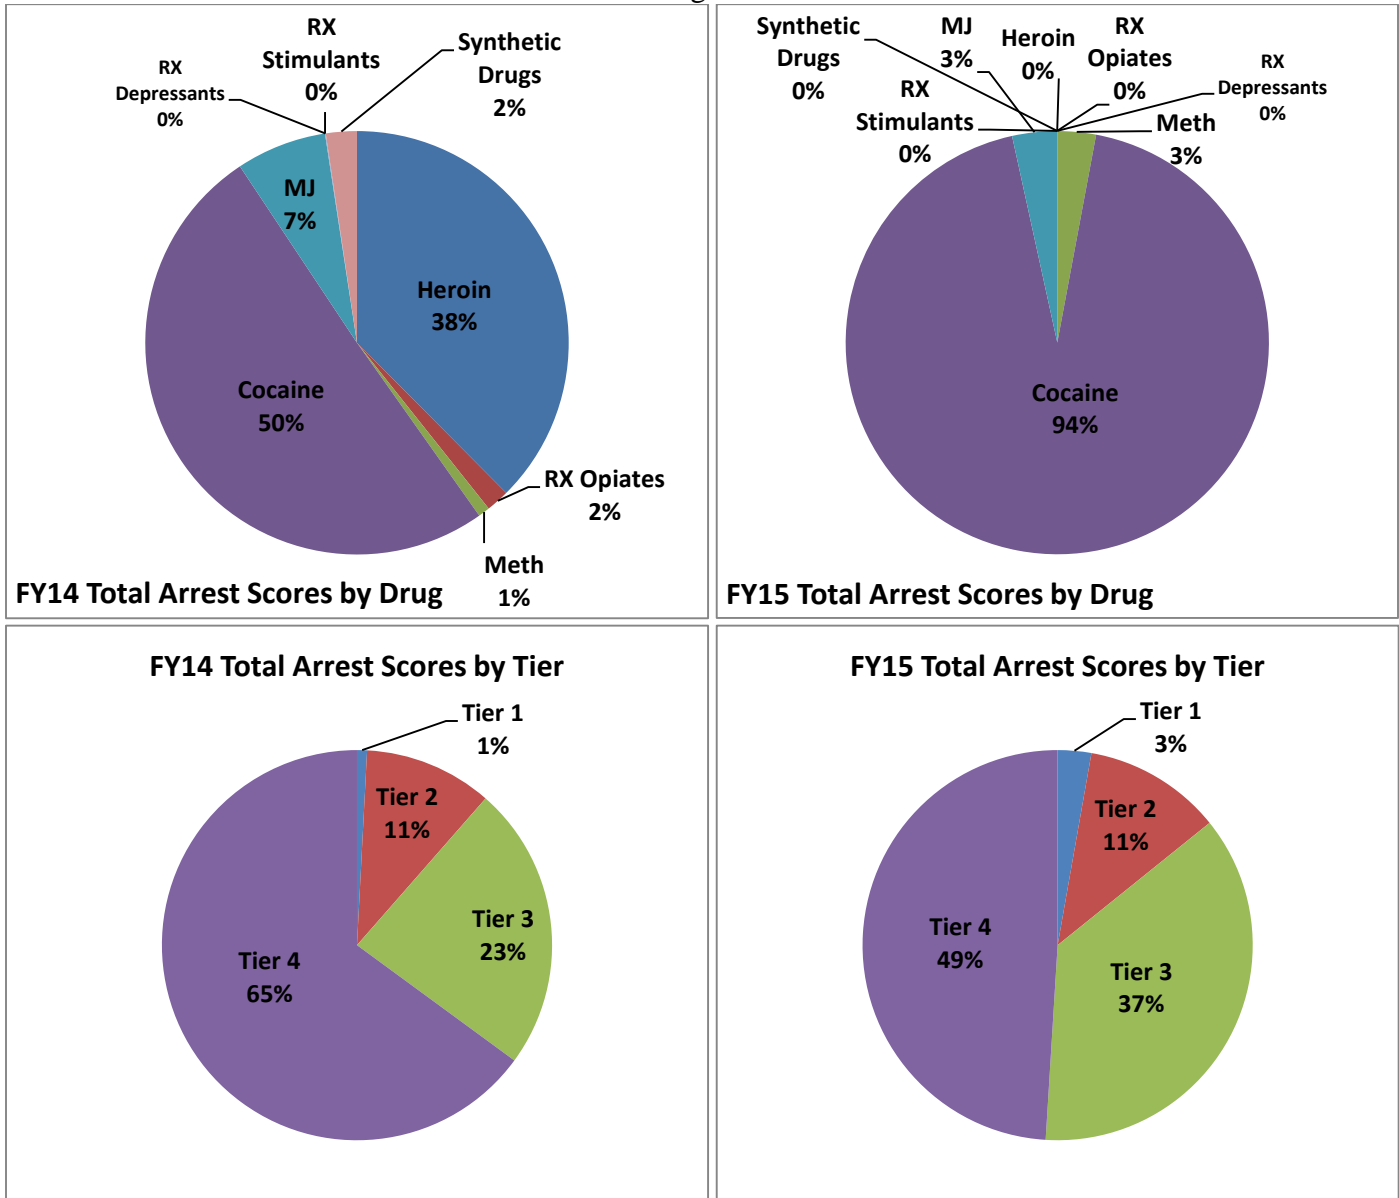 RX
Stimulants
0%
Synthetic
Drugs
2%
RX
Depressants
0%
MJ
7%
Heroin
38%
Cocaine
50%
RX Opiates
2%
Meth
1%
FY14 Total Arrest Scores by Drug
Synthetic
Drugs
0%
MJ
3%
Heroin
0%
RX
Opiates
0%
RX
Depressants
0%
RX
Stimulants
0%
Meth
3%
Cocaine
94%
FY15 Total Arrest Scores by Drug
FY14 Total Arrest Scores by Tier
Tier 1
1%
Tier 2
11%
Tier 3
23%
Tier 4
65%
FY15 Total Arrest Scores by Tier
Tier 1
3%
Tier 2
11%
Tier 3
37%
Tier 4
49%